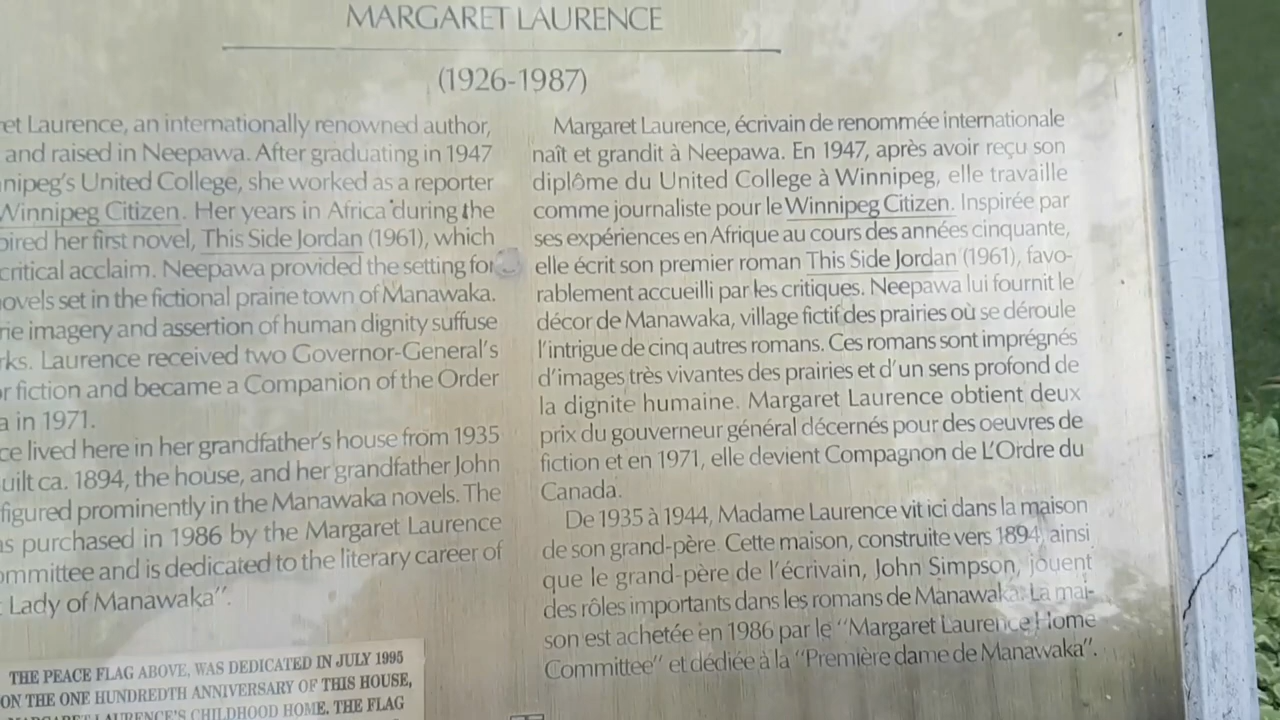 MARGARET LAURENCE
(1926-1987)
et Laurence, an internationally renowned author,
and raised in Neepawa. After graduating in 1947
nipeg's United College, she worked as a reporter
Winnipeg Citizen. Her years in Africa during the
pired her first novel, This Side Jordan (1961), which
critical acclaim. Neepawa provided the setting for
novels set in the fictional praine town of Manawaka.
rie imagery and assertion of human dignity suffuse
rks. Laurence received two Governor-General's
or fiction and became a Companion of the Order
a in 1971.
ce lived here in her grandfather's house from 1935
uilt ca. 1894, the house, and her grandfather John
figured prominently in the Manawaka novels. The
as purchased in 1986 by the Margaret Laurence
ommittee and is dedicated to the literary career of
t Lady of Manawaka".
Margaret Laurence, écrivain de renommée internationale
naît et grandit à Neepawa. En 1947, après avoir reçu son
diplôme du United College à Winnipeg, elle travaille
comme journaliste pour le Winnipeg Citizen. Inspirée par
ses expériences en Afrique au cours des années cinquante,
elle écrit son premier roman This Side Jordan (1961), favo-
rablement accueilli par les critiques. Neepawa lui fournit le
décor de Manawaka, village fictif des prairies où se déroule
l'intrigue de cinq autres romans. Ces romans sont imprégnés
d'images très vivantes des prairies et d'un sens profond de
la dignite humaine. Margaret Laurence obtient deux
prix du gouverneur général décernés pour des oeuvres de
fiction et en 1971, elle devient Compagnon de L'Ordre du
Canada.
De 1935 à 1944, Madame Laurence vit ici dans la maison
de son grand-père. Cette maison, construite vers 1894, ainsi
que le grand-père de l'écrivain, John Simpson, jouent
des rôles importants dans les romans de Manawaka. La mai-
son est achetée en 1986 par le "Margaret Laurence Home
Committee" et dédiée à la "Première dame de Manawaka".
THE PEACE FLAG ABOVE, WAS DEDICATED IN JULY 1995
ON THE ONE HUNDREDTH ANNIVERSARY OF THIS HOUSE,
MARGARET LAURENCE'S CHILDHOOD HOME. THE FLAG